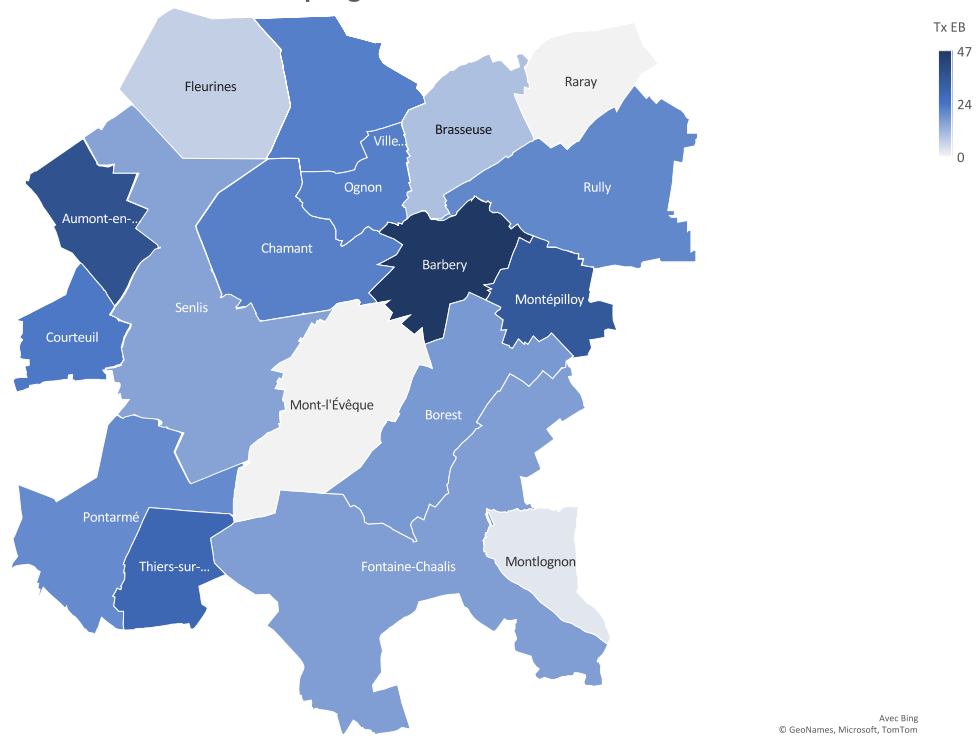 Tx EB
47
24
0
Fleurines
Raray
Brasseuse
Ville...
Ognon
Rully
Aumont-en-...
Chamant
Barbery
Senlis
Montépilloy
Courteuil
Mont-l'Évêque
Borest
Pontarmé
Thiers-sur-...
Fontaine-Chaalis
Montlognon
Avec Bing
© GeoNames, Microsoft, TomTom